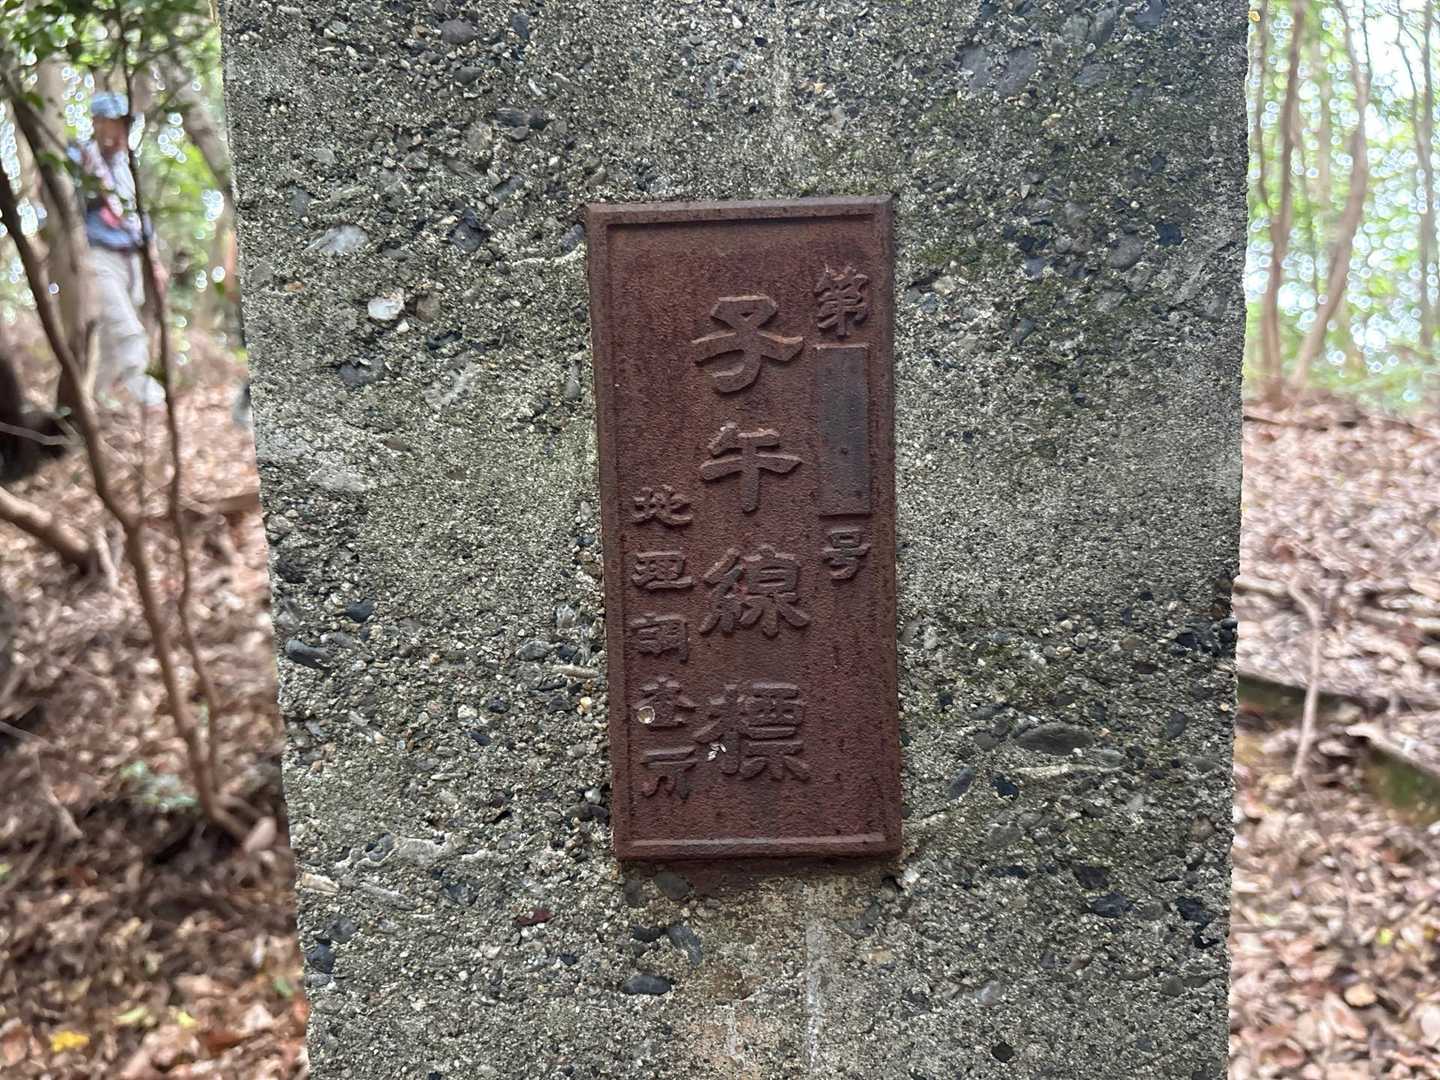 第 号
子午線標
地理調査所